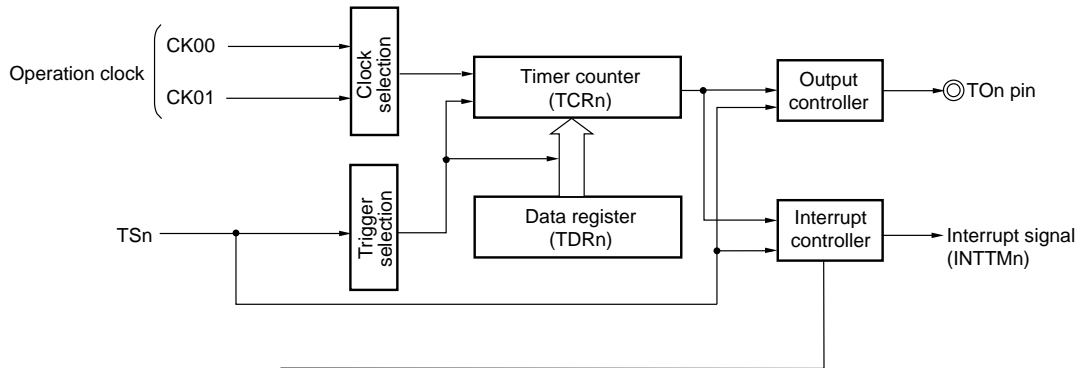 Operation clock
CK00
CK01
Clock
selection
Timer counter
(TCRn)
Output
controller
TOn pin
TSn
Trigger
selection
Data register
(TDRn)
Interrupt
controller
Interrupt signal
(INTTMn)